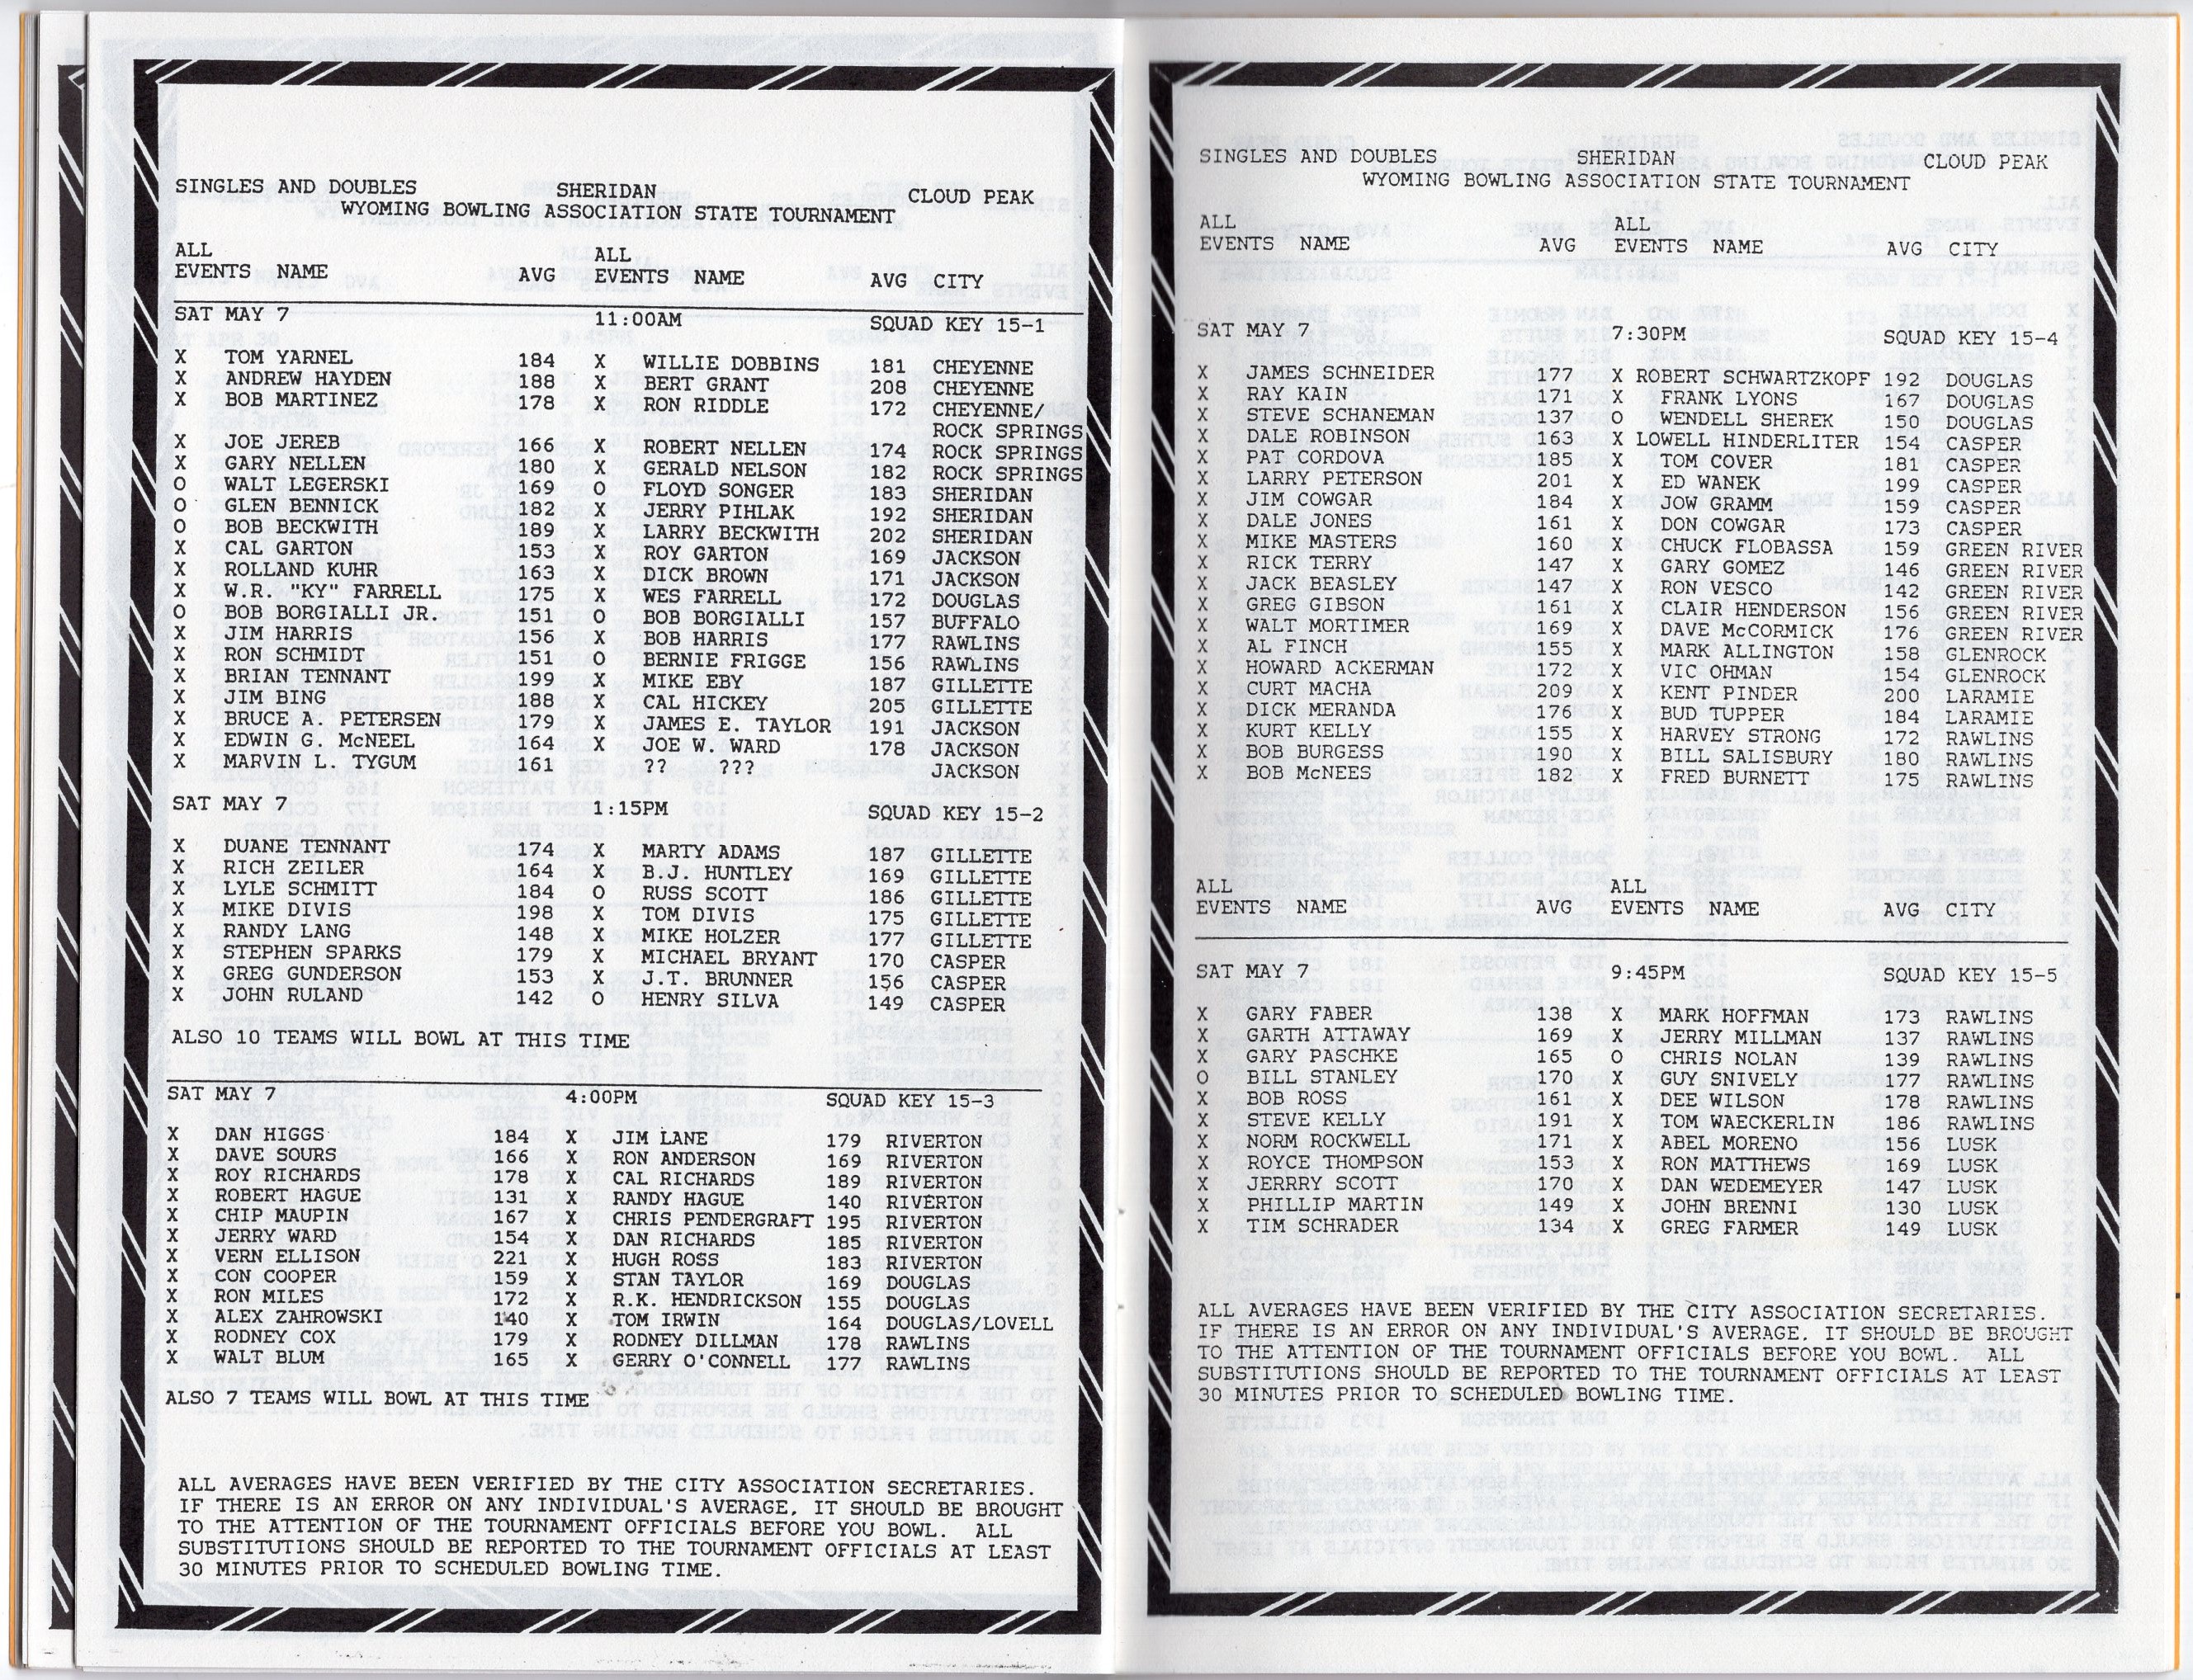 SINGLES AND DOUBLES SHERIDAN CLOUD PEAK
WYOMING BOWLING ASSOCIATION STATE TOURNAMENT
ALL ALL
EVENTS NAME AVG EVENTS NAME AVG CITY
SAT MAY 7 11:00AM SQUAD KEY 15-1
X TOM YARNEL 184 X WILLIE DOBBINS 181 CHEYENNE
X ANDREW HAYDEN 188 X BERT GRANT 208 CHEYENNE
X BOB MARTINEZ 178 X RON RIDDLE 172 CHEYENNE/
ROCK SPRINGS
X JOE JEREB 166 X ROBERT NELLEN 174 ROCK SPRINGS
X GARY NELLEN 180 X GERALD NELSON 182 ROCK SPRINGS
O WALT LEGERSKI 169 O FLOYD SONGER 183 SHERIDAN
O GLEN BENNICK 182 X JERRY PIHLAK 192 SHERIDAN
O BOB BECKWITH 189 X LARRY BECKWITH 202 SHERIDAN
X CAL GARTON 153 X ROY GARTON 169 JACKSON
X ROLLAND KUHR 163 X DICK BROWN 171 JACKSON
X W.R. "KY" FARRELL 175 X WES FARRELL 172 DOUGLAS
O BOB BORGIALLI JR. 151 O BOB BORGIALLI 157 BUFFALO
X JIM HARRIS 156 X BOB HARRIS 177 RAWLINS
X RON SCHMIDT 151 O BERNIE FRIGGE 156 RAWLINS
X BRIAN TENNANT 199 X MIKE EBY 187 GILLETTE
X JIM BING 188 X CAL HICKEY 205 GILLETTE
X BRUCE A. PETERSEN 179 X JAMES E. TAYLOR 191 JACKSON
X EDWIN G. McNEEL 164 X JOE W. WARD 178 JACKSON
X MARVIN L. TYGUM 161 X ?? ??? JACKSON
SAT MAY 7 1:15PM SQUAD KEY 15-2
X DUANE TENNANT 174 X MARTY ADAMS 187 GILLETTE
X RICH ZEILER 164 X B.J. HUNTLEY 169 GILLETTE
X LYLE SCHMITT 184 O RUSS SCOTT 186 GILLETTE
X MIKE DIVIS 198 X TOM DIVIS 175 GILLETTE
X RANDY LANG 148 X MIKE HOLZER 177 GILLETTE
X STEPHEN SPARKS 179 X MICHAEL BRYANT 170 CASPER
X GREG GUNDERSON 153 X J.T. BRUNNER 156 CASPER
X JOHN RULAND 142 O HENRY SILVA 149 CASPER
ALSO 10 TEAMS WILL BOWL AT THIS TIME
SAT MAY 7 4:00PM SQUAD KEY 15-3
X DAN HIGGS 184 X JIM LANE 179 RIVERTON
X DAVE SOURS 166 X RON ANDERSON 169 RIVERTON
X ROY RICHARDS 178 X CAL RICHARDS 189 RIVERTON
X ROBERT HAGUE 131 X RANDY HAGUE 140 RIVERTON
X CHIP MAUPIN 167 X CHRIS PENDERGRAFT 195 RIVERTON
X JERRY WARD 154 X DAN RICHARDS 185 RIVERTON
X VERN ELLISON 221 X HUGH ROSS 183 RIVERTON
X CON COOPER 159 X STAN TAYLOR 169 DOUGLAS
X RON MILES 172 X R.K. HENDRICKSON 155 DOUGLAS
X ALEX ZAHROWSKI 140 X TOM IRWIN 164 DOUGLAS/LOVELL
X RODNEY COX 179 X RODNEY DILLMAN 178 RAWLINS
X WALT BLUM 165 X GERRY O'CONNELL 177 RAWLINS
ALSO 7 TEAMS WILL BOWL AT THIS TIME
ALL AVERAGES HAVE BEEN VERIFIED BY THE CITY ASSOCIATION SECRETARIES.
IF THERE IS AN ERROR ON ANY INDIVIDUAL'S AVERAGE, IT SHOULD BE BROUGHT
TO THE ATTENTION OF THE TOURNAMENT OFFICIALS BEFORE YOU BOWL. ALL
SUBSTITUTIONS SHOULD BE REPORTED TO THE TOURNAMENT OFFICIALS AT LEAST
30 MINUTES PRIOR TO SCHEDULED BOWLING TIME.
SINGLES AND DOUBLES SHERIDAN CLOUD PEAK
WYOMING BOWLING ASSOCIATION STATE TOURNAMENT
ALL ALL
EVENTS NAME AVG EVENTS NAME AVG CITY
SAT MAY 7 7:30PM SQUAD KEY 15-4
X JAMES SCHNEIDER 177 X ROBERT SCHWARTZKOPF 192 DOUGLAS
X RAY KAIN 171 X FRANK LYONS 167 DOUGLAS
X STEVE SCHANEMAN 137 O WENDELL SHEREK 150 DOUGLAS
X DALE ROBINSON 163 X LOWELL HINDERLITER 154 CASPER
X PAT CORDOVA 185 X TOM COVER 181 CASPER
X LARRY PETERSON 201 X ED WANEK 199 CASPER
X JIM COWGAR 184 X JOW GRAMM 159 CASPER
X DALE JONES 161 X DON COWGAR 173 CASPER
X MIKE MASTERS 160 X CHUCK FLOBASSA 159 GREEN RIVER
X RICK TERRY 147 X GARY GOMEZ 146 GREEN RIVER
X JACK BEASLEY 147 X RON VESCO 142 GREEN RIVER
X GREG GIBSON 161 X CLAIR HENDERSON 156 GREEN RIVER
X WALT MORTIMER 169 X DAVE McCORMICK 176 GREEN RIVER
X AL FINCH 155 X MARK ALLINGTON 158 GLENROCK
X HOWARD ACKERMAN 172 X VIC OHMAN 154 GLENROCK
X CURT MACHA 209 X KENT PINDER 200 LARAMIE
X DICK MERANDA 176 X BUD TUPPER 184 LARAMIE
X KURT KELLY 155 X HARVEY STRONG 172 RAWLINS
X BOB BURGESS 190 X BILL SALISBURY 180 RAWLINS
X BOB McNEES 182 X FRED BURNETT 175 RAWLINS
ALL ALL
EVENTS NAME AVG EVENTS NAME AVG CITY
SAT MAY 7 9:45PM SQUAD KEY 15-5
X GARY FABER 138 X MARK HOFFMAN 173 RAWLINS
X GARTH ATTAWAY 169 X JERRY MILLMAN 137 RAWLINS
X GARY PASCHKE 165 O CHRIS NOLAN 139 RAWLINS
O BILL STANLEY 170 X GUY SNIVELY 177 RAWLINS
X BOB ROSS 161 X DEE WILSON 178 RAWLINS
X STEVE KELLY 191 X TOM WAECKERLIN 186 RAWLINS
X NORM ROCKWELL 171 X ABEL MORENO 156 LUSK
X ROYCE THOMPSON 153 X RON MATTHEWS 169 LUSK
X JERRRY SCOTT 170 X DAN WEDEMEYER 147 LUSK
X PHILLIP MARTIN 149 X JOHN BRENNI 130 LUSK
X TIM SCHRADER 134 X GREG FARMER 149 LUSK
ALL AVERAGES HAVE BEEN VERIFIED BY THE CITY ASSOCIATION SECRETARIES.
IF THERE IS AN ERROR ON ANY INDIVIDUAL'S AVERAGE, IT SHOULD BE BROUGHT
TO THE ATTENTION OF THE TOURNAMENT OFFICIALS BEFORE YOU BOWL. ALL
SUBSTITUTIONS SHOULD BE REPORTED TO THE TOURNAMENT OFFICIALS AT LEAST
30 MINUTES PRIOR TO SCHEDULED BOWLING TIME.